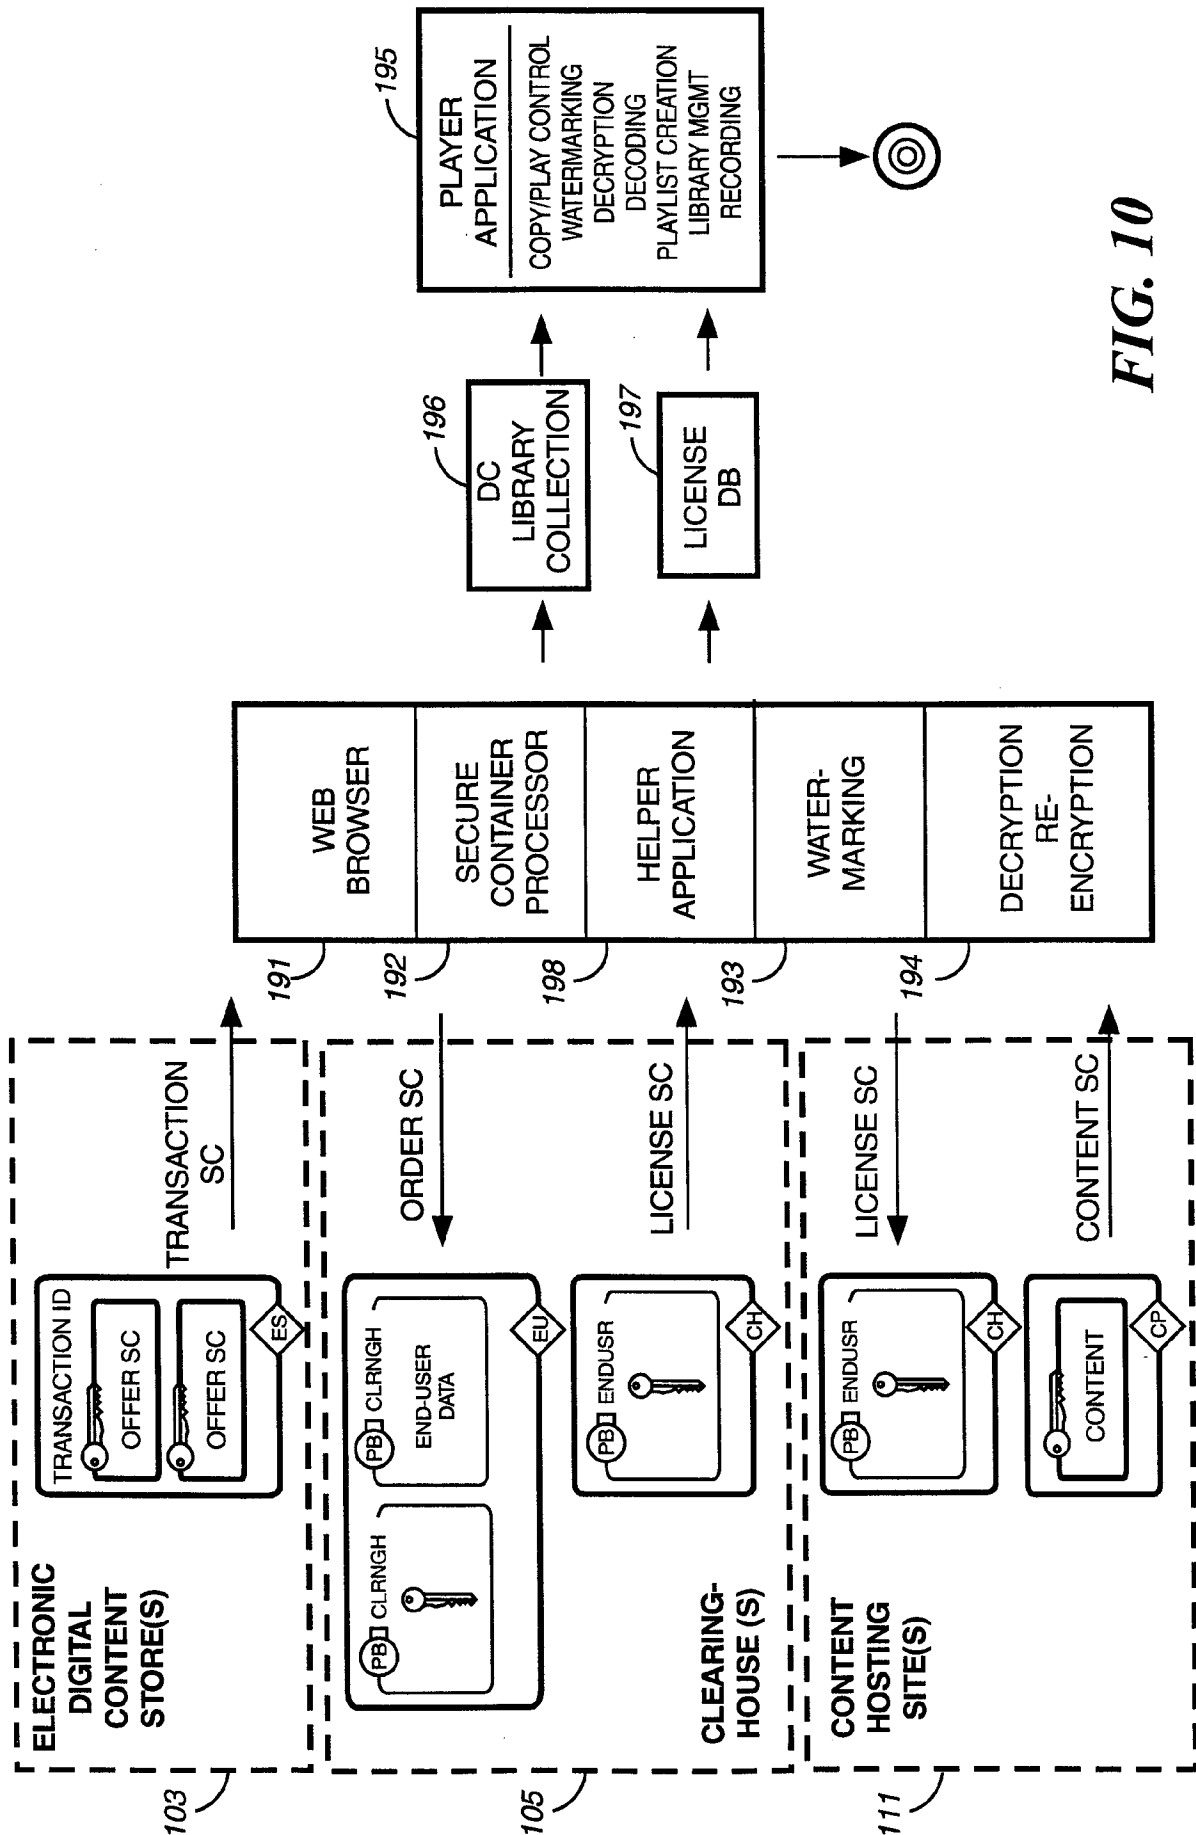 ELECTRONIC
DIGITAL
CONTENT
STORE(S)
103
TRANSACTION ID
OFFER SC
OFFER SC
ES
TRANSACTION
SC
CLEARING-
HOUSE (S)
105
PB CLRNGH
PB CLRNGH
END-USER
DATA
EU
ORDER SC
PB ENDUSR
CH
LICENSE SC
CONTENT
HOSTING
SITE(S)
111
PB ENDUSR
CH
LICENSE SC
CONTENT
CP
CONTENT SC
191
WEB
BROWSER
192
SECURE
CONTAINER
PROCESSOR
198
HELPER
APPLICATION
193
WATER-
MARKING
194
DECRYPTION
RE-
ENCRYPTION
196
DC
LIBRARY
COLLECTION
197
LICENSE
DB
195
PLAYER
APPLICATION
COPY/PLAY CONTROL
WATERMARKING
DECRYPTION
DECODING
PLAYLIST CREATION
LIBRARY MGMT
RECORDING
FIG. 10